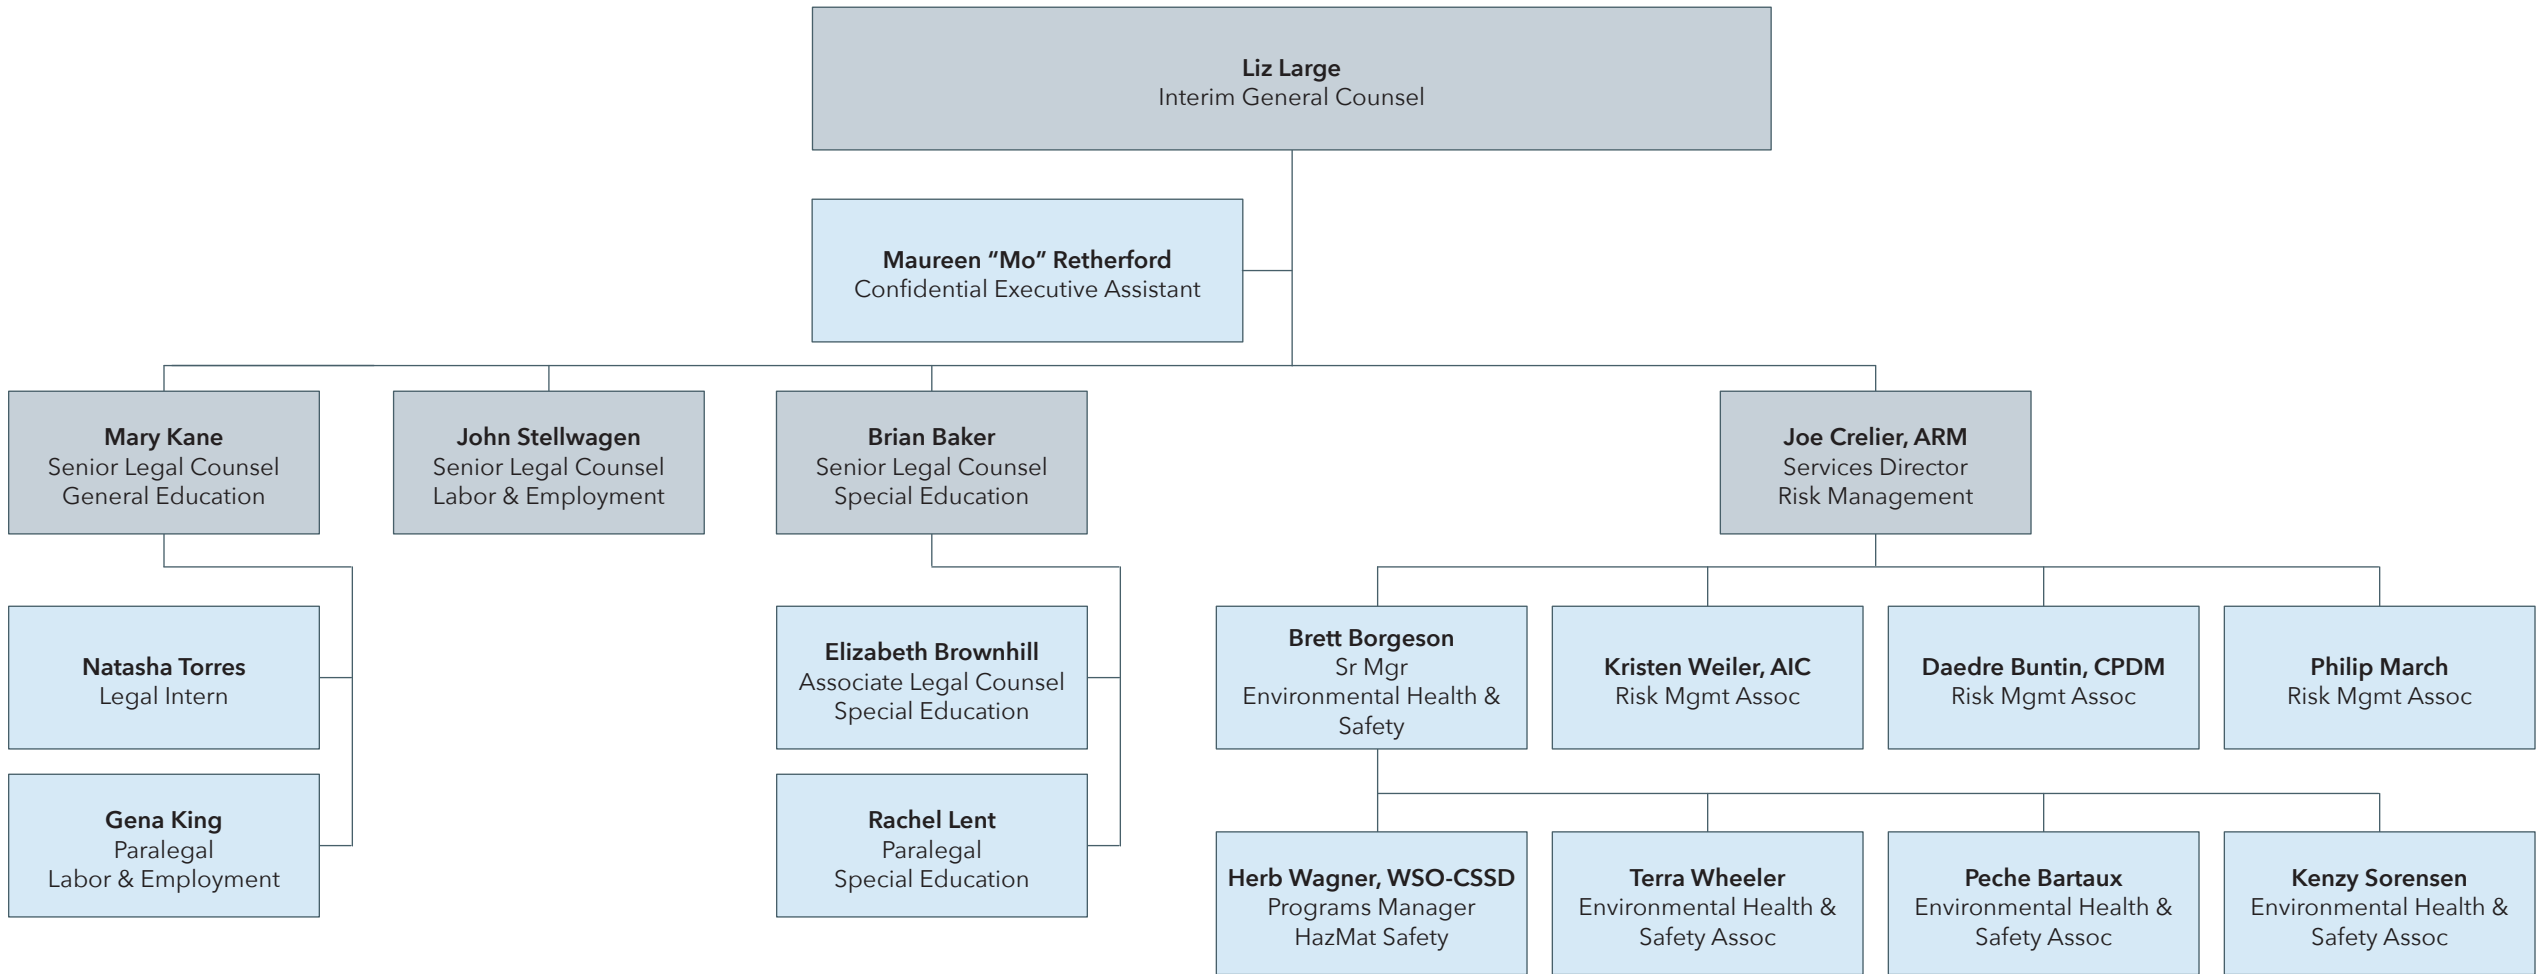 Liz Large
Interim General Counsel
Maureen “Mo” Retherford
Confidential Executive Assistant
Mary Kane
Senior Legal Counsel
General Education
John Stellwagen
Senior Legal Counsel
Labor & Employment
Brian Baker
Senior Legal Counsel
Special Education
Joe Crelier, ARM
Services Director
Risk Management
Natasha Torres
Legal Intern
Elizabeth Brownhill
Associate Legal Counsel
Special Education
Brett Borgeson
Sr Mgr
Environmental Health &
Safety
Kristen Weiler, AIC
Risk Mgmt Assoc
Daedre Buntin, CPDM
Risk Mgmt Assoc
Philip March
Risk Mgmt Assoc
Gena King
Paralegal
Labor & Employment
Rachel Lent
Paralegal
Special Education
Herb Wagner, WSO-CSSD
Programs Manager
HazMat Safety
Terra Wheeler
Environmental Health &
Safety Assoc
Peche Bartaux
Environmental Health &
Safety Assoc
Kenzy Sorensen
Environmental Health &
Safety Assoc